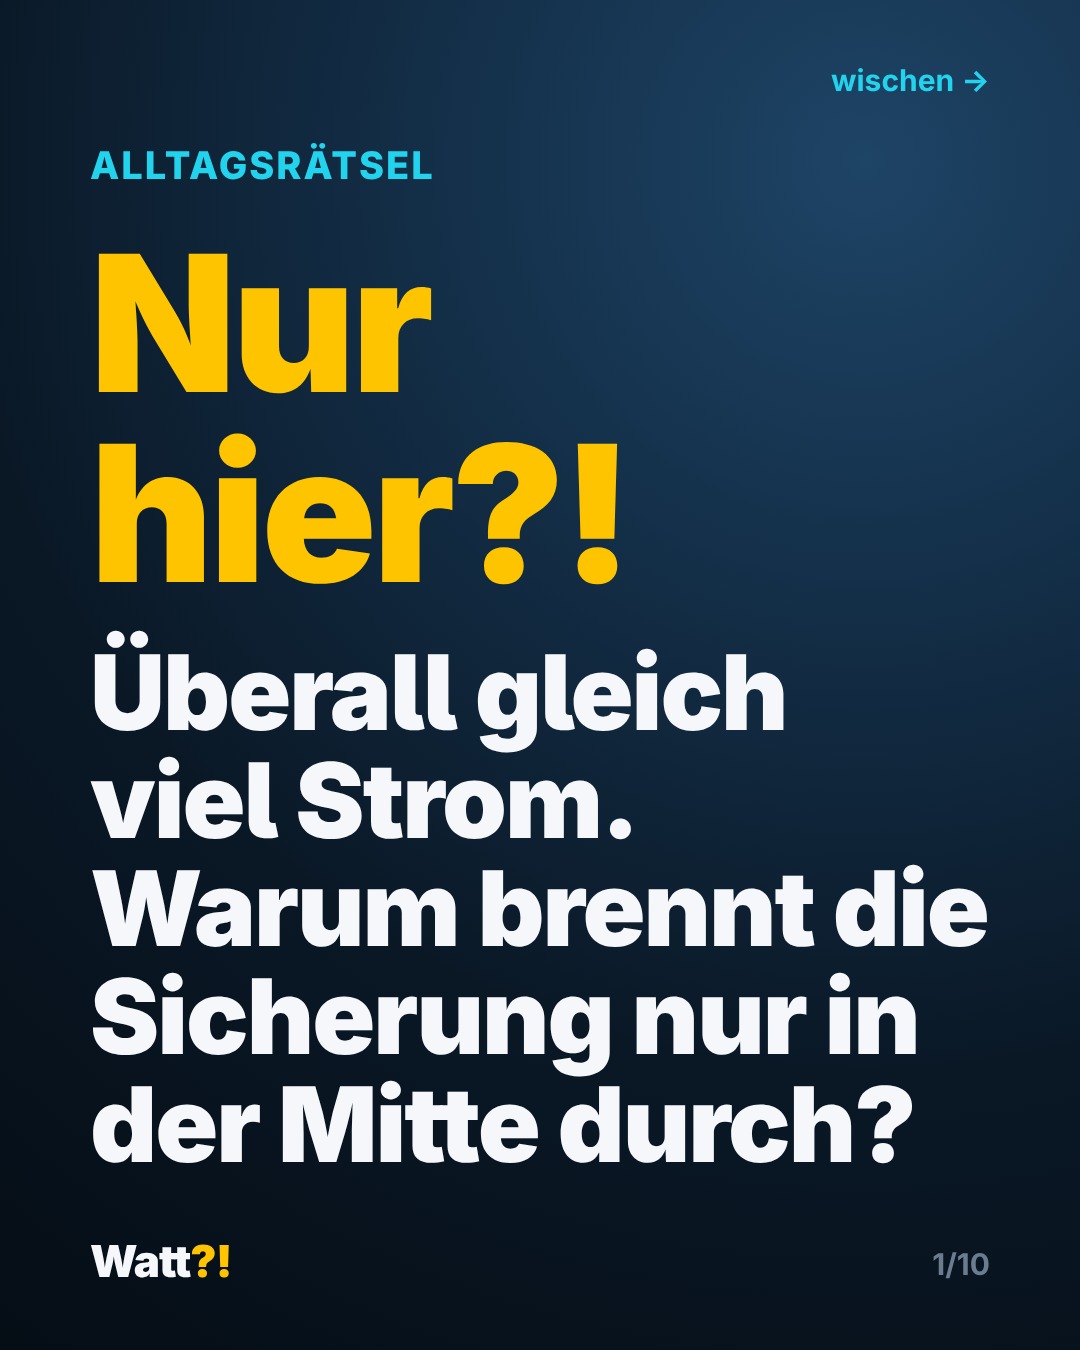 wischen →
ALLTAGSRÄTSEL
Nur
hier?!
Überall gleich
viel Strom.
Warum brennt die
Sicherung nur in
der Mitte durch?
Watt?!
1/10